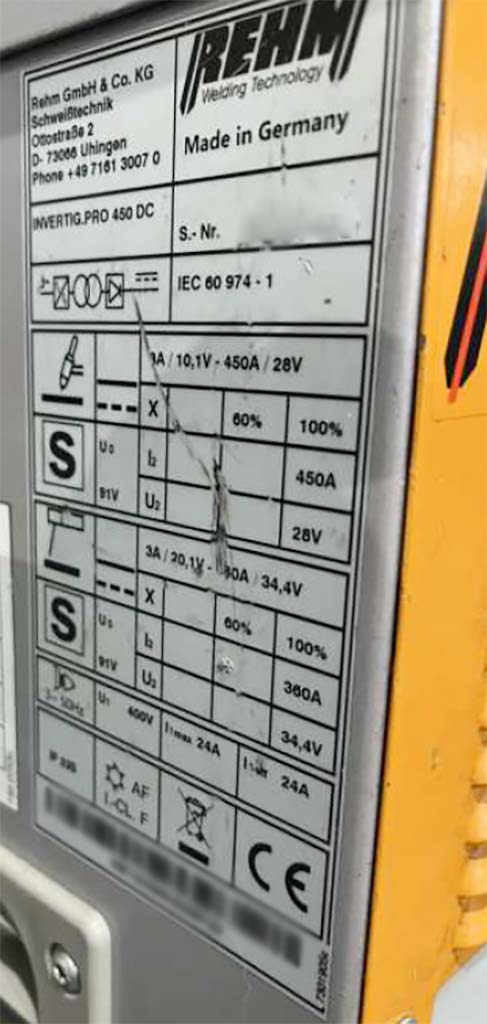 Rehm GmbH & Co. KG
Schweißtechnik
Ottostraße 2
D- 73066 Uhingen
Phone +49 7161 3007 0
REHM
Welding Technology
Made in Germany
INVERTIG.PRO 450 DC
S.- Nr.
IEC 60 974 - 1
3A / 10,1V - 450A / 28V
X 60% 100%
S U0 I2 450A
91V U2 28V
3A / 20,1V - 34,4V
X 60% 100%
S U0 I2 360A
91V U2 34,4V
3~ 50Hz U1 400V I1max 24A I1eff 24A
AF
I-CL. F
CE